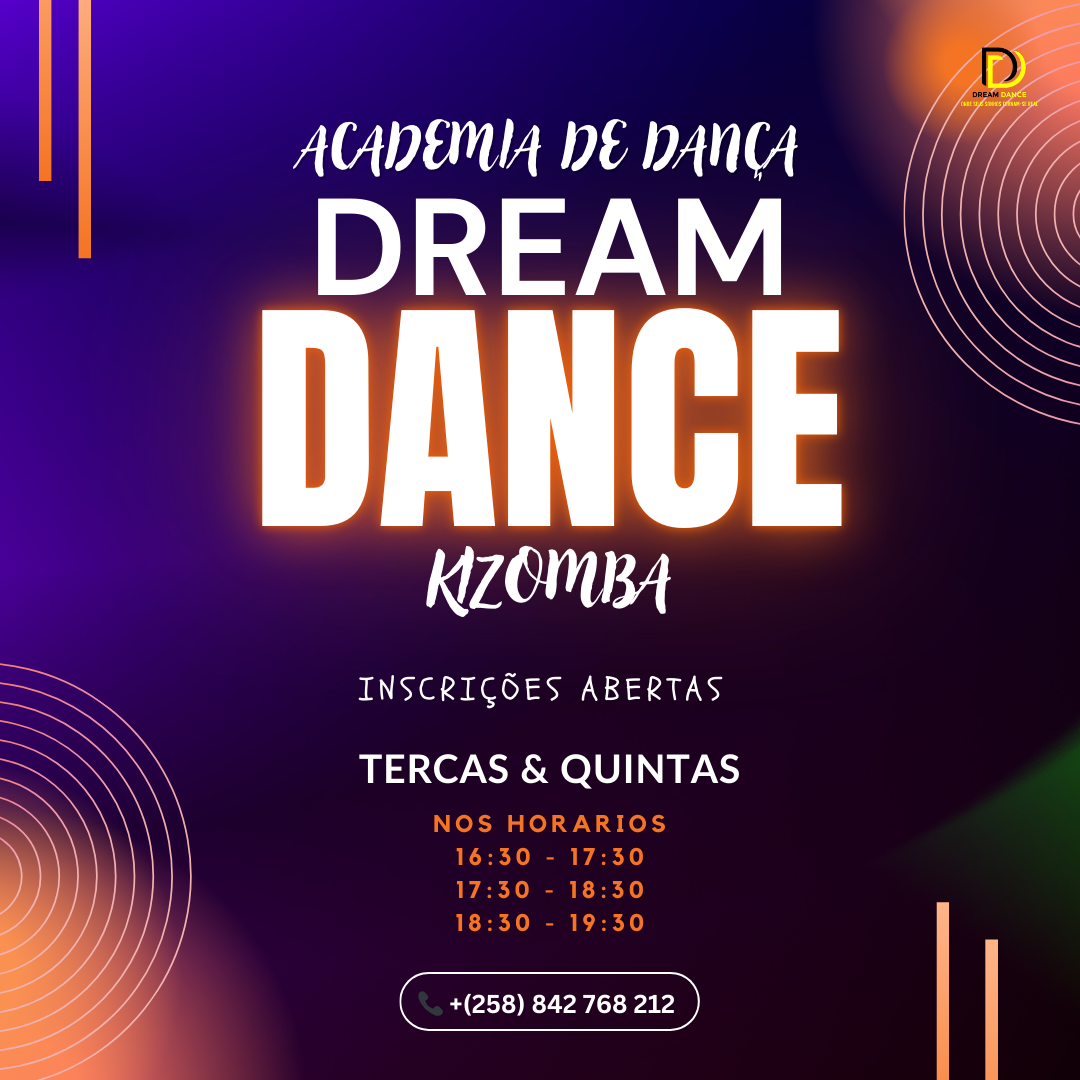 DREAM DANCE
ACADEMIA DE DANÇA
DREAM
DANCE
KIZOMBA
INSCRIÇÕES ABERTAS
TERCAS & QUINTAS
NOS HORARIOS
16:30 - 17:30
17:30 - 18:30
18:30 - 19:30
+(258) 842 768 212